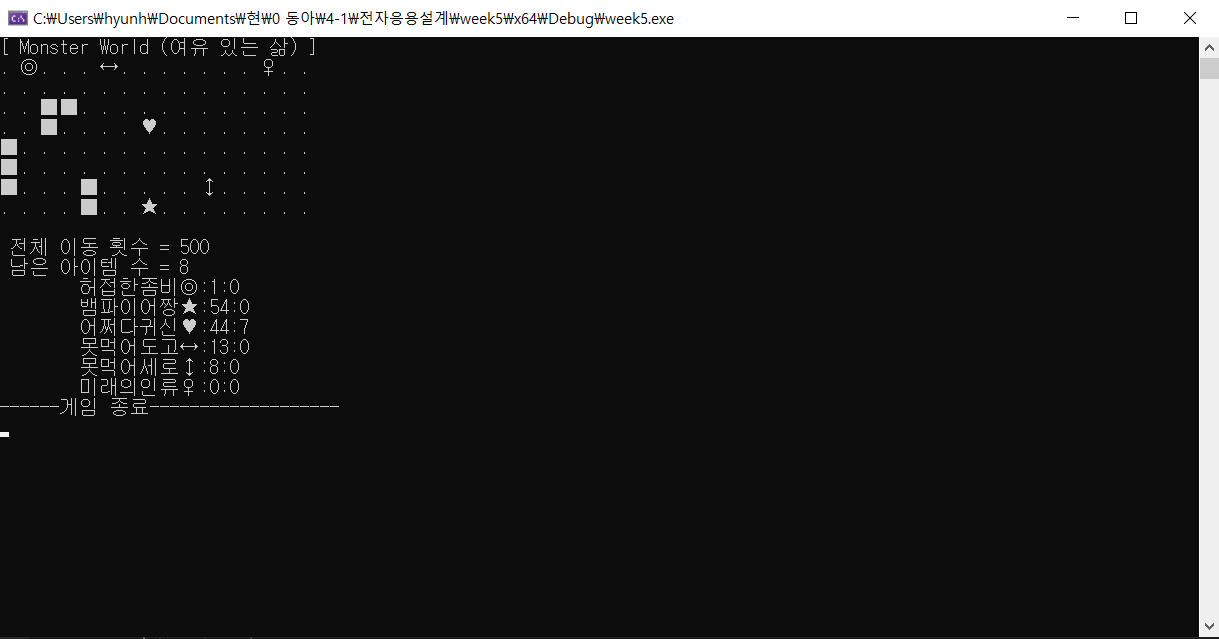 C:\Users\hyunh\Documents\현\0 동아\4-1\전자응용설계\week5\x64\Debug\week5.exe
[ Monster World (여유 있는 삶) ]
. ◎. . . ↔. . . . . . . ♀. .
. . . . . . . . . . . . . . . .
. . ■■. . . . . . . . . . . .
. . ■. . . . ♥. . . . . . . .
■. . . . . . . . . . . . . . .
■. . . . . . . . . . . . . . .
■. . . ■. . . . . ↕. . . . .
. . . . ■. . ★. . . . . . . .
전체 이동 횟수 = 500
남은 아이템 수 = 8
허접한좀비◎:1:0
뱀파이어짱★:54:0
어쩌다귀신♥:44:7
못먹어도고↔:13:0
못먹어세로↕:8:0
미래의인류♀:0:0
------게임 종료-------------------